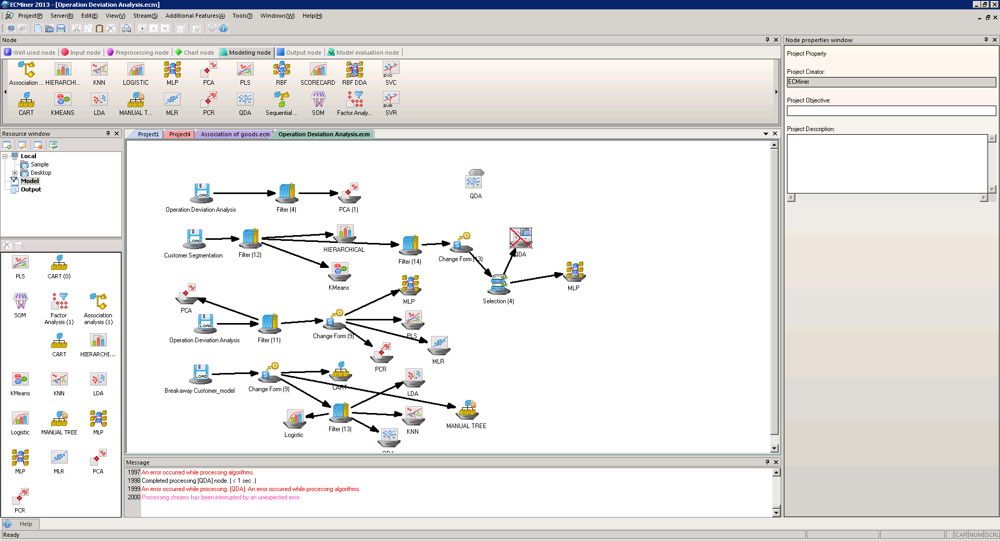 ECMiner 2013 - [Operation Deviation Analysis.ecm]
Project(P) Server(R) Edit(E) View(V) Stream(S) Additional Features(A) Tools(T) Windows(W) Help(H)
Node
Well used node Input node Preprocessing node Chart node Modeling node Output node Model evaluation node
Association ... HIERARCHI... KNN LOGISTIC MLP PCA PLS RBF SCORECARD RBF DDA SVC
CART KMEANS LDA MANUAL T... MLR PCR QDA Sequential ... SOM Factor Analy... SVR
Node properties window
Project Property
Project Creator:
ECMiner
Project Objective:
Project Description:
Resource window
Local
Sample
Desktop
Model
Output
PLS CART (0)
SOM Factor Analysis (1) Association analysis (1)
CART HIERARCHI...
KMeans KNN LDA
Logistic MANUAL TREE MLP
MLP MLR PCA
PCR
Project1 Project4 Association of goods.ecm Operation Deviation Analysis.ecm
QDA
LOAD
Operation Deviation Analysis Filter (4) PCA (1)
LOAD
Customer Segmentation Filter (12) HIERARCHICAL Filter (14) Change Form (13) QDA
KMeans MLP
Selection (4)
MLP
PCA
LOAD
Operation Deviation Analysis Filter (11) Change Form (9) PLS
MLR
PCR
LOAD
Breakaway Customer_model Change Form (9) CART LDA
MANUAL TREE
Logistic Filter (13) KNN
QDA
Message
1997 An error occurred while processing algorithms.
1998 Completed processing [QDA] node. ( < 1 sec .)
1999 An error occurred while processing. [QDA]: An error occurred while processing algorithms.
2000 Processing streams has been interrupted by an unexpected error.
Help
Ready
CAP NUM SCRL